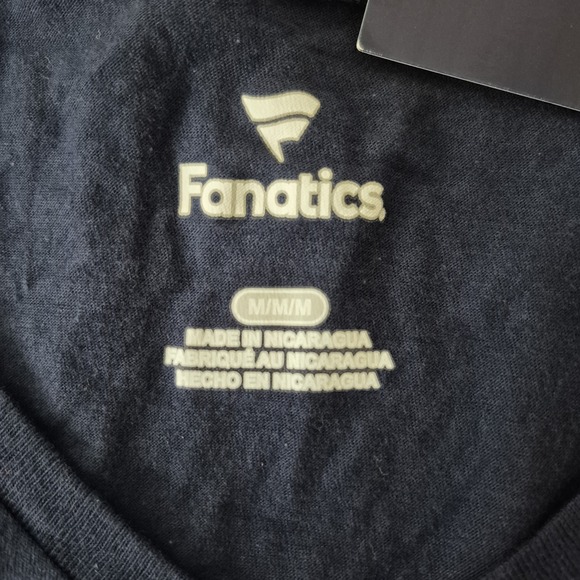 Fanatics
M/M/M
MADE IN NICARAGUA
FABRIQUÉ AU NICARAGUA
HECHO EN NICARAGUA